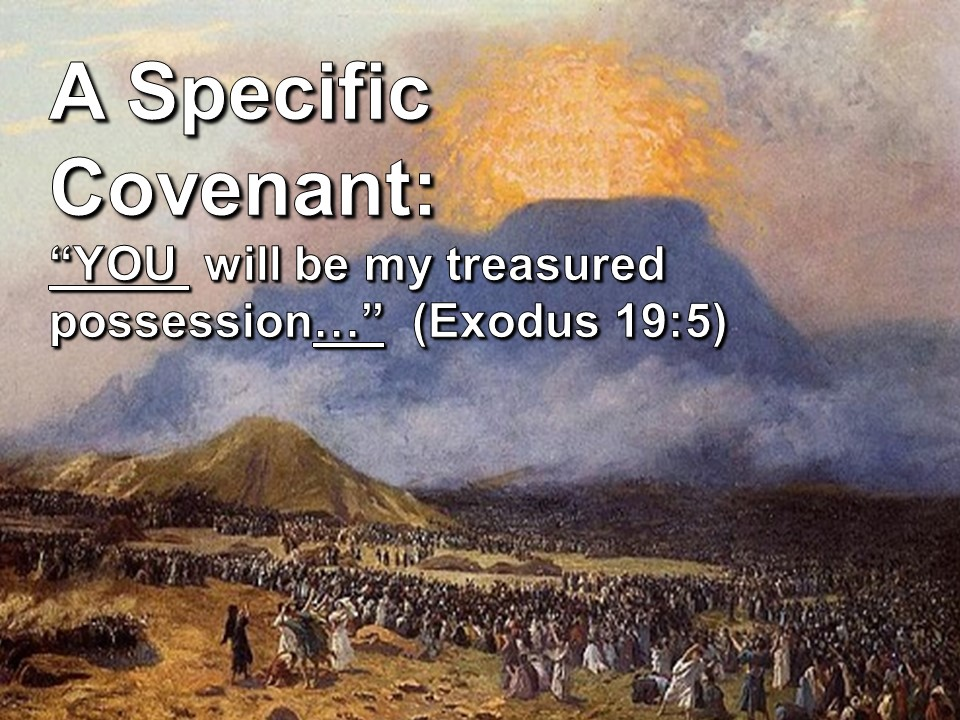 A Specific
Covenant:
“YOU  will be my treasured
possession…”  (Exodus 19:5)